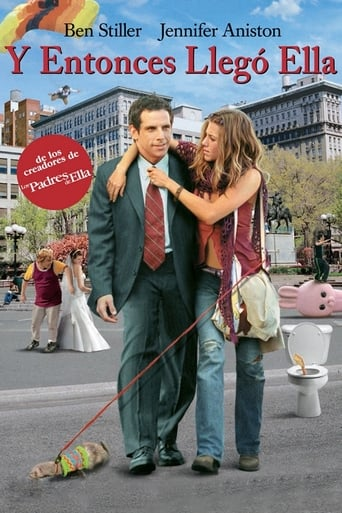 Ben Stiller Jennifer Aniston
Y Entonces Llegó Ella
de los
creadores de
Los Padres de Ella